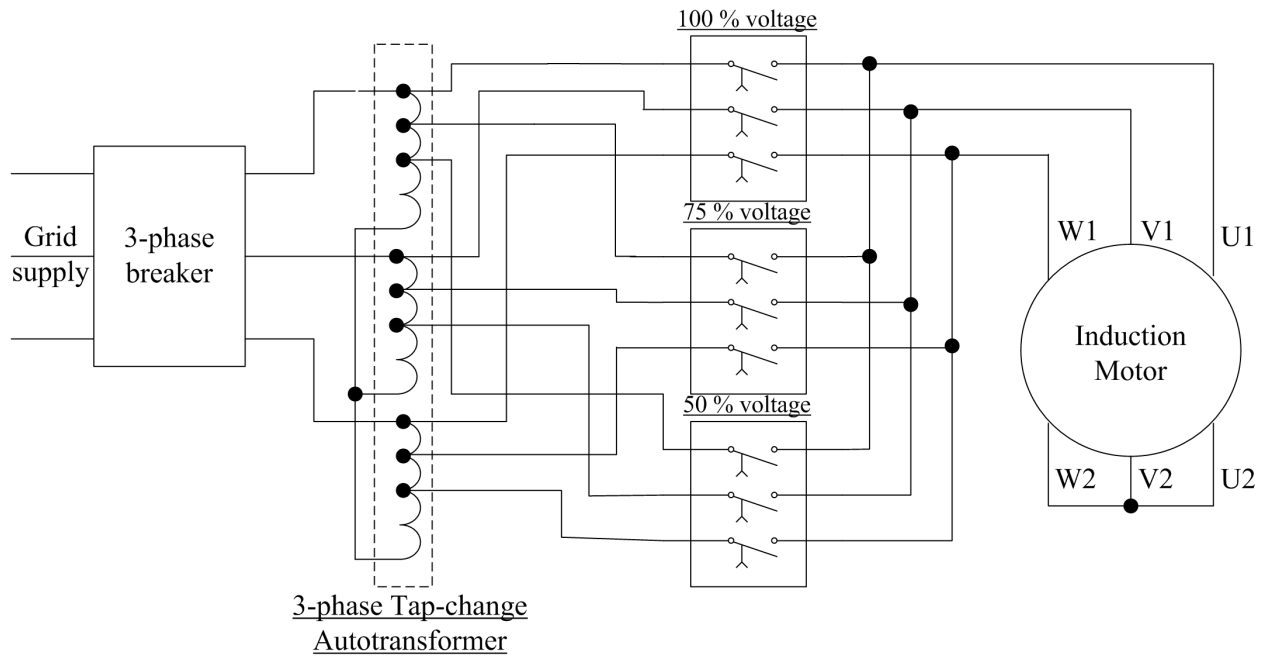 100 % voltage
75 % voltage
50 % voltage
Grid
supply
3-phase
breaker
W1
V1
U1
Induction
Motor
W2
V2
U2
3-phase Tap-change
Autotransformer